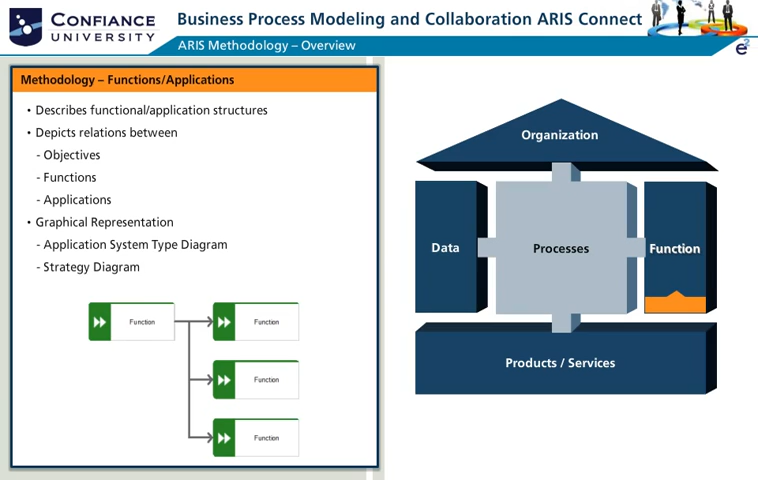 CONFIANCE
UNIVERSITY
Business Process Modeling and Collaboration ARIS Connect
ARIS Methodology – Overview
e²
Methodology – Functions/Applications
• Describes functional/application structures
• Depicts relations between
- Objectives
- Functions
- Applications
• Graphical Representation
- Application System Type Diagram
- Strategy Diagram
Function
Function
Function
Function
Organization
Data
Processes
Function
Products / Services